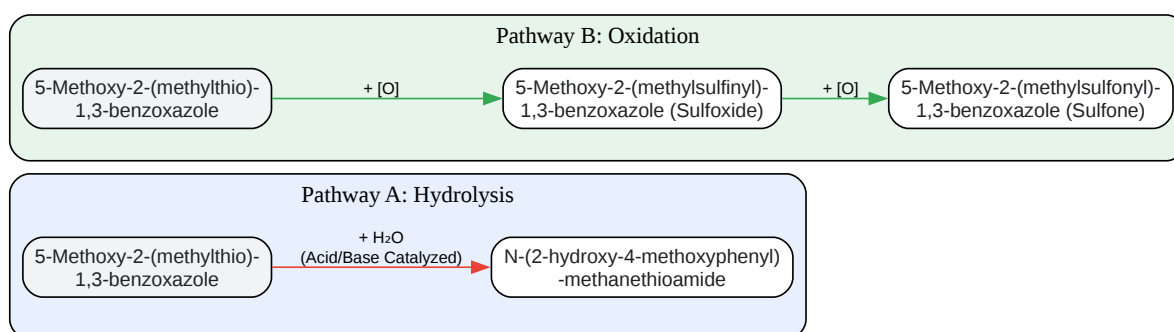 Pathway B: Oxidation
5-Methoxy-2-(methylthio)-
1,3-benzoxazole
+ [O]
5-Methoxy-2-(methylsulfinyl)-
1,3-benzoxazole (Sulfoxide)
+ [O]
5-Methoxy-2-(methylsulfonyl)-
1,3-benzoxazole (Sulfone)
Pathway A: Hydrolysis
5-Methoxy-2-(methylthio)-
1,3-benzoxazole
+ H₂O
(Acid/Base Catalyzed)
N-(2-hydroxy-4-methoxyphenyl)
-methanethioamide